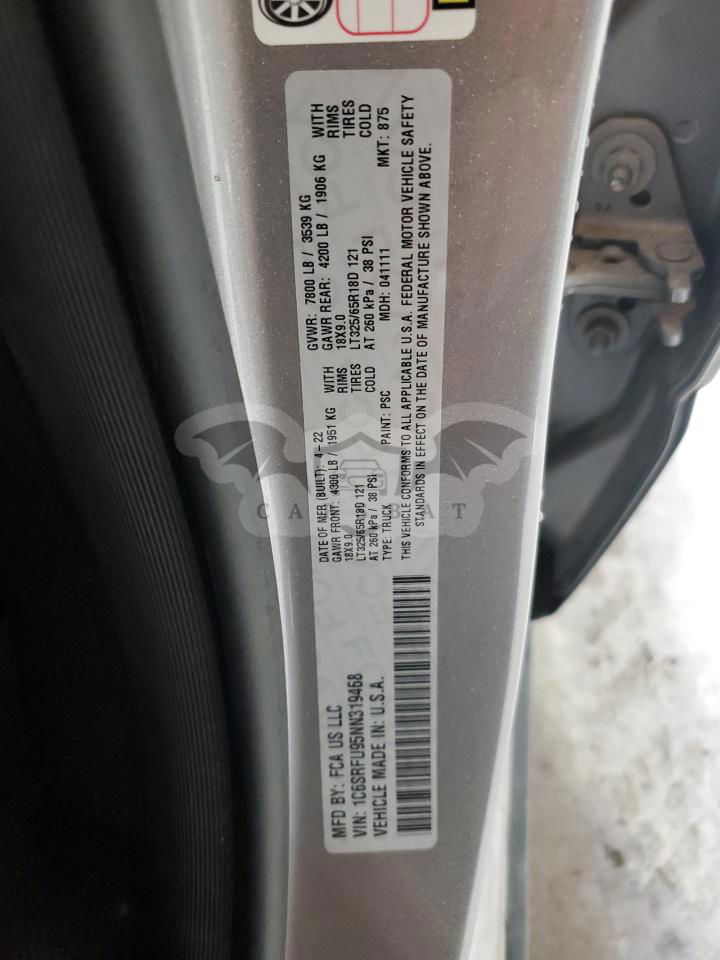 MFD BY: FCA US LLC
VIN: 1C6SRFU95NN319468
VEHICLE MADE IN: U.S.A.
DATE OF MFR (BUILT): 4-22
GVWR: 7800 LB / 3539 KG
GAWR FRONT: 4300 LB / 1951 KG WITH
GAWR REAR: 4200 LB / 1906 KG WITH
18X9.0 RIMS
18X9.0 RIMS
LT325/65R18D 121 TIRES
LT325/65R18D 121 TIRES
AT 260 kPa / 38 PSI COLD
AT 260 kPa / 38 PSI COLD
TYPE: TRUCK PAINT: PSC MDH: 041111 MKT: 875
THIS VEHICLE CONFORMS TO ALL APPLICABLE U.S.A. FEDERAL MOTOR VEHICLE SAFETY
STANDARDS IN EFFECT ON THE DATE OF MANUFACTURE SHOWN ABOVE.